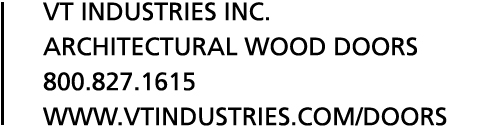 VT INDUSTRIES INC.
ARCHITECTURAL WOOD DOORS
800.827.1615
WWW.VTINDUSTRIES.COM/DOORS